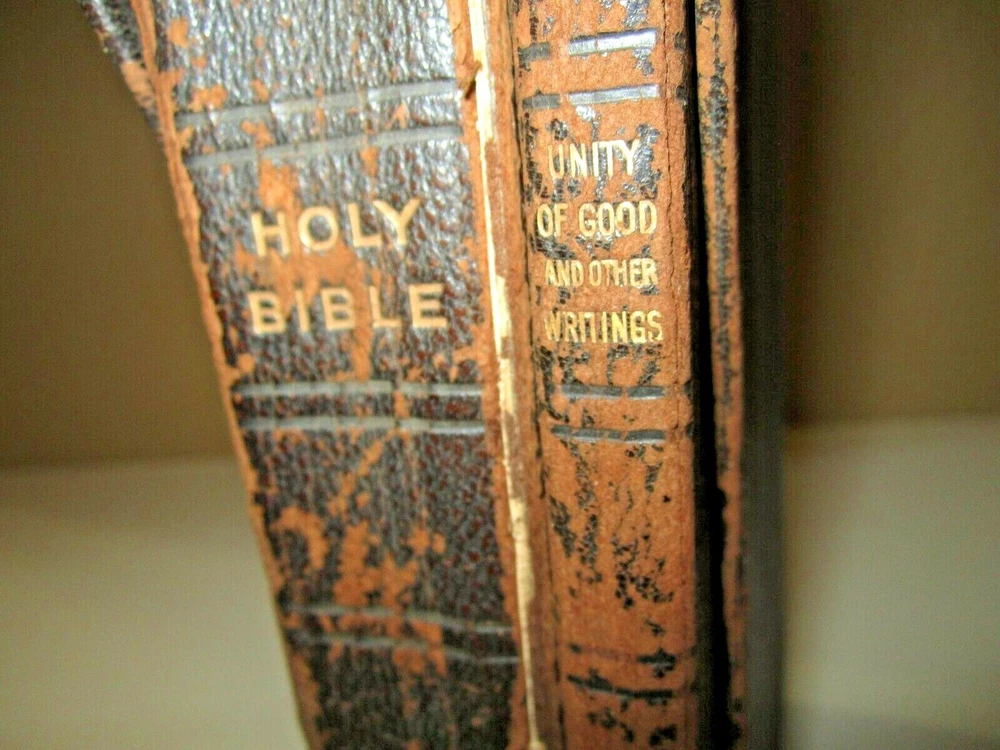 HOLY
BIBLE
UNITY
OF GOOD
AND OTHER
WRITINGS